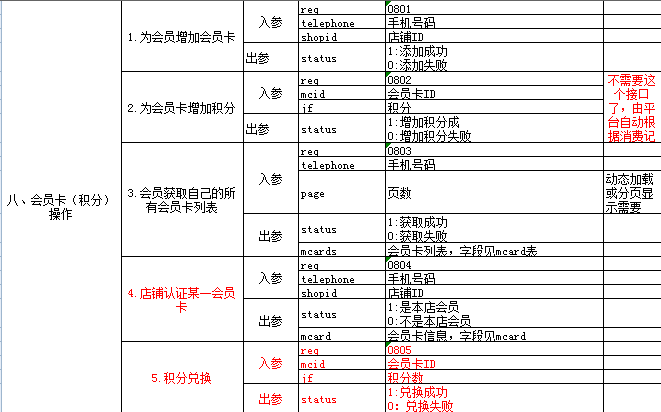 八、会员卡（积分）
操作
1.为会员增加会员卡
入参
req
0801
telephone
手机号码
shopid
店铺ID
出参
status
1:添加成功
0:添加失败
2.为会员卡增加积分
入参
req
0802
mcid
会员卡ID
jf
积分
出参
status
1:增加积分成
0:增加积分失败
不需要这
个接口
了，由平
台自动根
据消费记
3.会员获取自己的所
有会员卡列表
入参
req
0803
telephone
手机号码
page
页数
动态加载
或分页显
示需要
出参
status
1:获取成功
0:获取失败
mcards
会员卡列表，字段见mcard表
4.店铺认证某一会员
卡
入参
req
0804
telephone
手机号码
shopid
店铺ID
出参
status
1:是本店会员
0:不是本店会员
mcard
会员卡信息，字段见mcard
5.积分兑换
入参
req
0805
mcid
会员卡ID
jf
积分数
出参
status
1:兑换成功
0：兑换失败